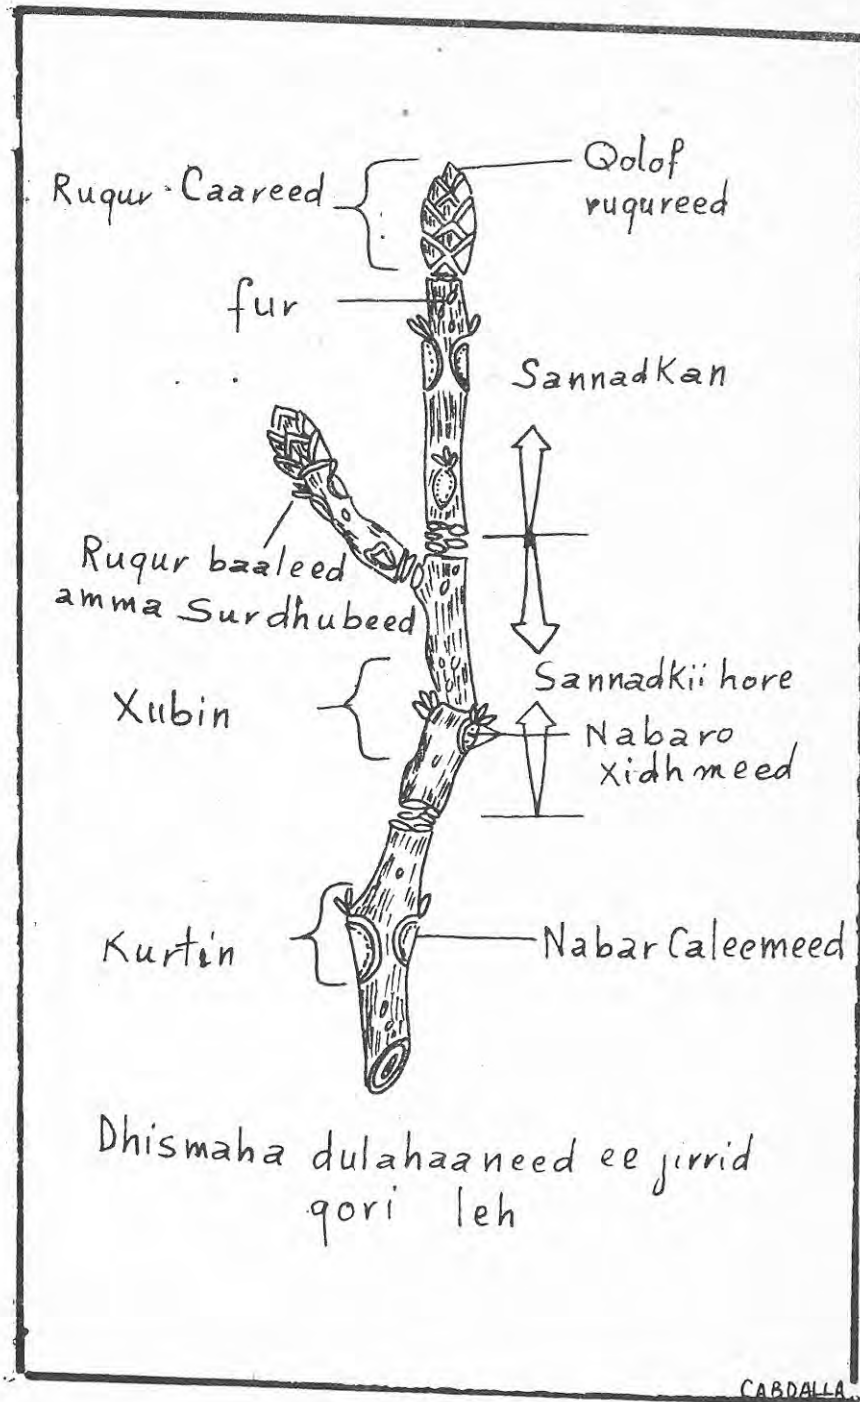 Ruqur Caareed
Qolof
ruqureed
fur
Sannadkan
Ruqur baaleed
amma Surdhubeed
Sannadkii hore
Xubin
Nabaro
xidhmeed
Kurtin
Nabar Caleemeed
Dhismaha dulahaaneed ee jirrid
qori leh
CABDALLA.